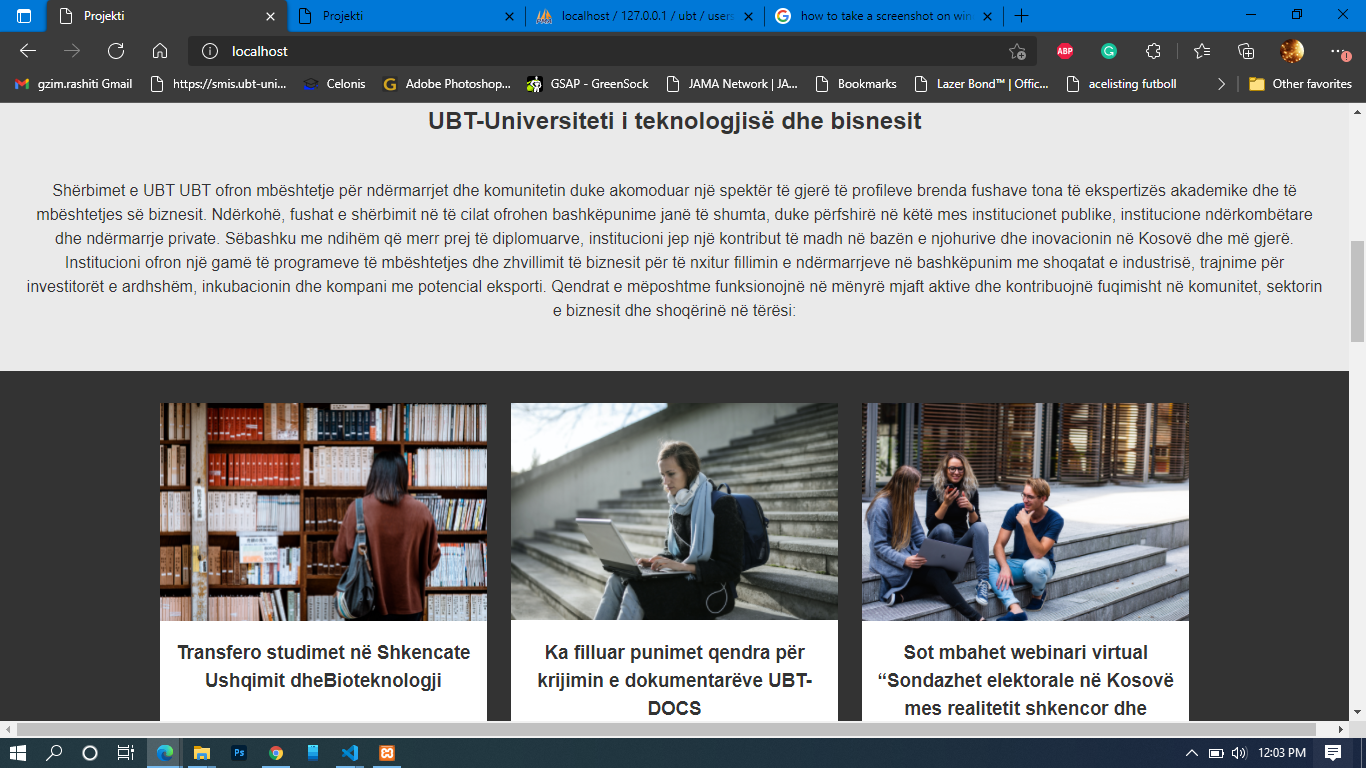 Projekti
Projekti
localhost / 127.0.0.1 / ubt / users
how to take a screenshot on win
localhost
ABP
gzim.rashiti Gmail
https://smis.ubt-uni...
Celonis
Adobe Photoshop...
GSAP - GreenSock
JAMA Network | JA...
Bookmarks
Lazer Bond™ | Offic...
acelisting futboll
Other favorites
UBT-Universiteti i teknologjisë dhe bisnesit
Shërbimet e UBT UBT ofron mbështetje për ndërmarrjet dhe komunitetin duke akomoduar një spektër të gjerë të profileve brenda fushave tona të ekspertizës akademike dhe të
mbështetjes së biznesit. Ndërkohë, fushat e shërbimit në të cilat ofrohen bashkëpunime janë të shumta, duke përfshirë në këtë mes institucionet publike, institucione ndërkombëtare
dhe ndërmarrje private. Sëbashku me ndihëm që merr prej të diplomuarve, institucioni jep një kontribut të madh në bazën e njohurive dhe inovacionin në Kosovë dhe më gjerë.
Institucioni ofron një gamë të programeve të mbështetjes dhe zhvillimit të biznesit për të nxitur fillimin e ndërmarrjeve në bashkëpunim me shoqatat e industrisë, trajnime për
investitorët e ardhshëm, inkubacionin dhe kompani me potencial eksporti. Qendrat e mëposhtme funksionojnë në mënyrë mjaft aktive dhe kontribuojnë fuqimisht në komunitet, sektorin
e biznesit dhe shoqërinë në tërësi:
Transfero studimet në Shkencate
Ushqimit dheBioteknologji
Ka filluar punimet qendra për
krijimin e dokumentarëve UBT-
DOCS
Sot mbahet webinari virtual
“Sondazhet elektorale në Kosovë
mes realitetit shkencor dhe
Ps
12:03 PM